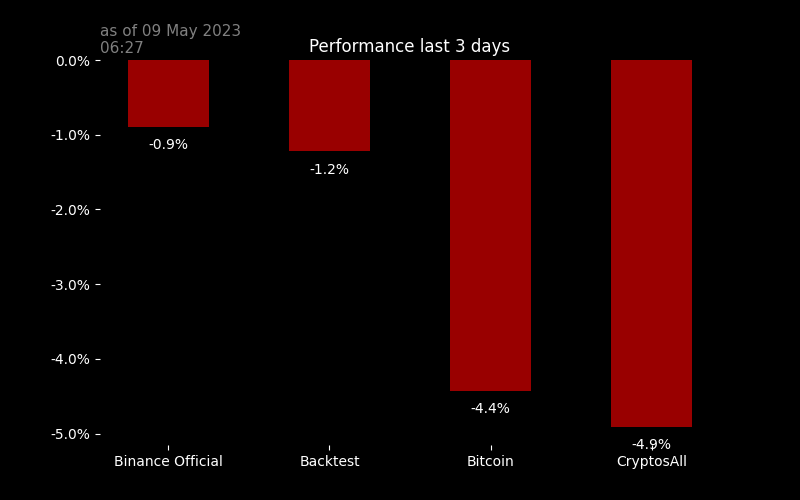 as of 09 May 2023
06:27
Performance last 3 days
0.0%
-1.0%
-2.0%
-3.0%
-4.0%
-5.0%
-0.9%
-1.2%
-4.4%
-4.9%
Binance Official
Backtest
Bitcoin
CryptosAll